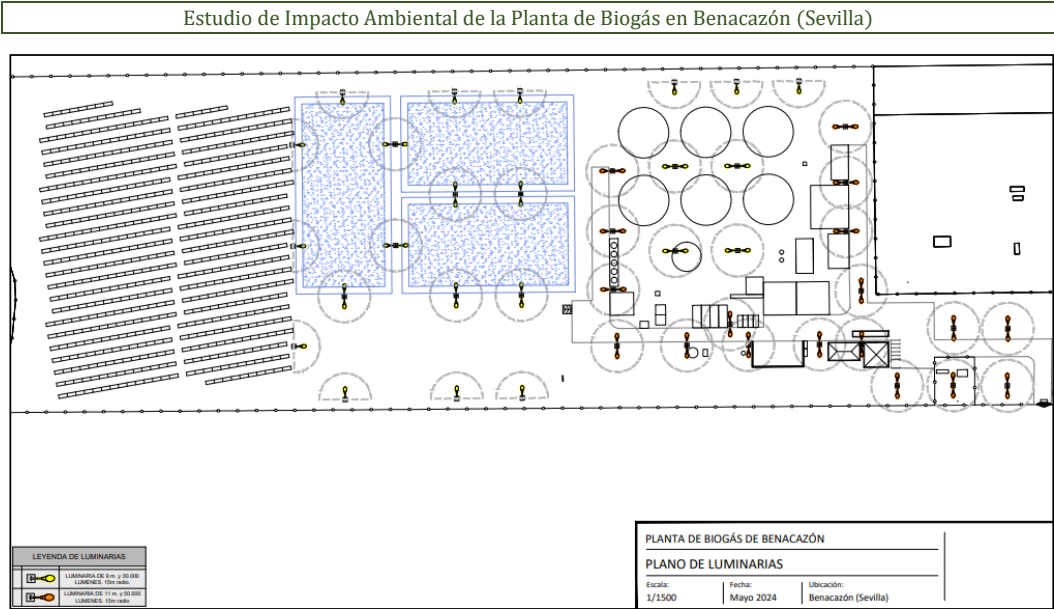 Estudio de Impacto Ambiental de la Planta de Biogás en Benacazón (Sevilla)
LEYENDA DE LUMINARIAS
LUMINARIA DE 9 m. y 30.000
LUMENES. 15m radio.
LUMINARIA DE 11 m. y 50.000
LUMENES. 15m radio
PLANTA DE BIOGÁS DE BENACAZÓN
PLANO DE LUMINARIAS
Escala:
1/1500
Fecha:
Mayo 2024
Ubicación:
Benacazón (Sevilla)